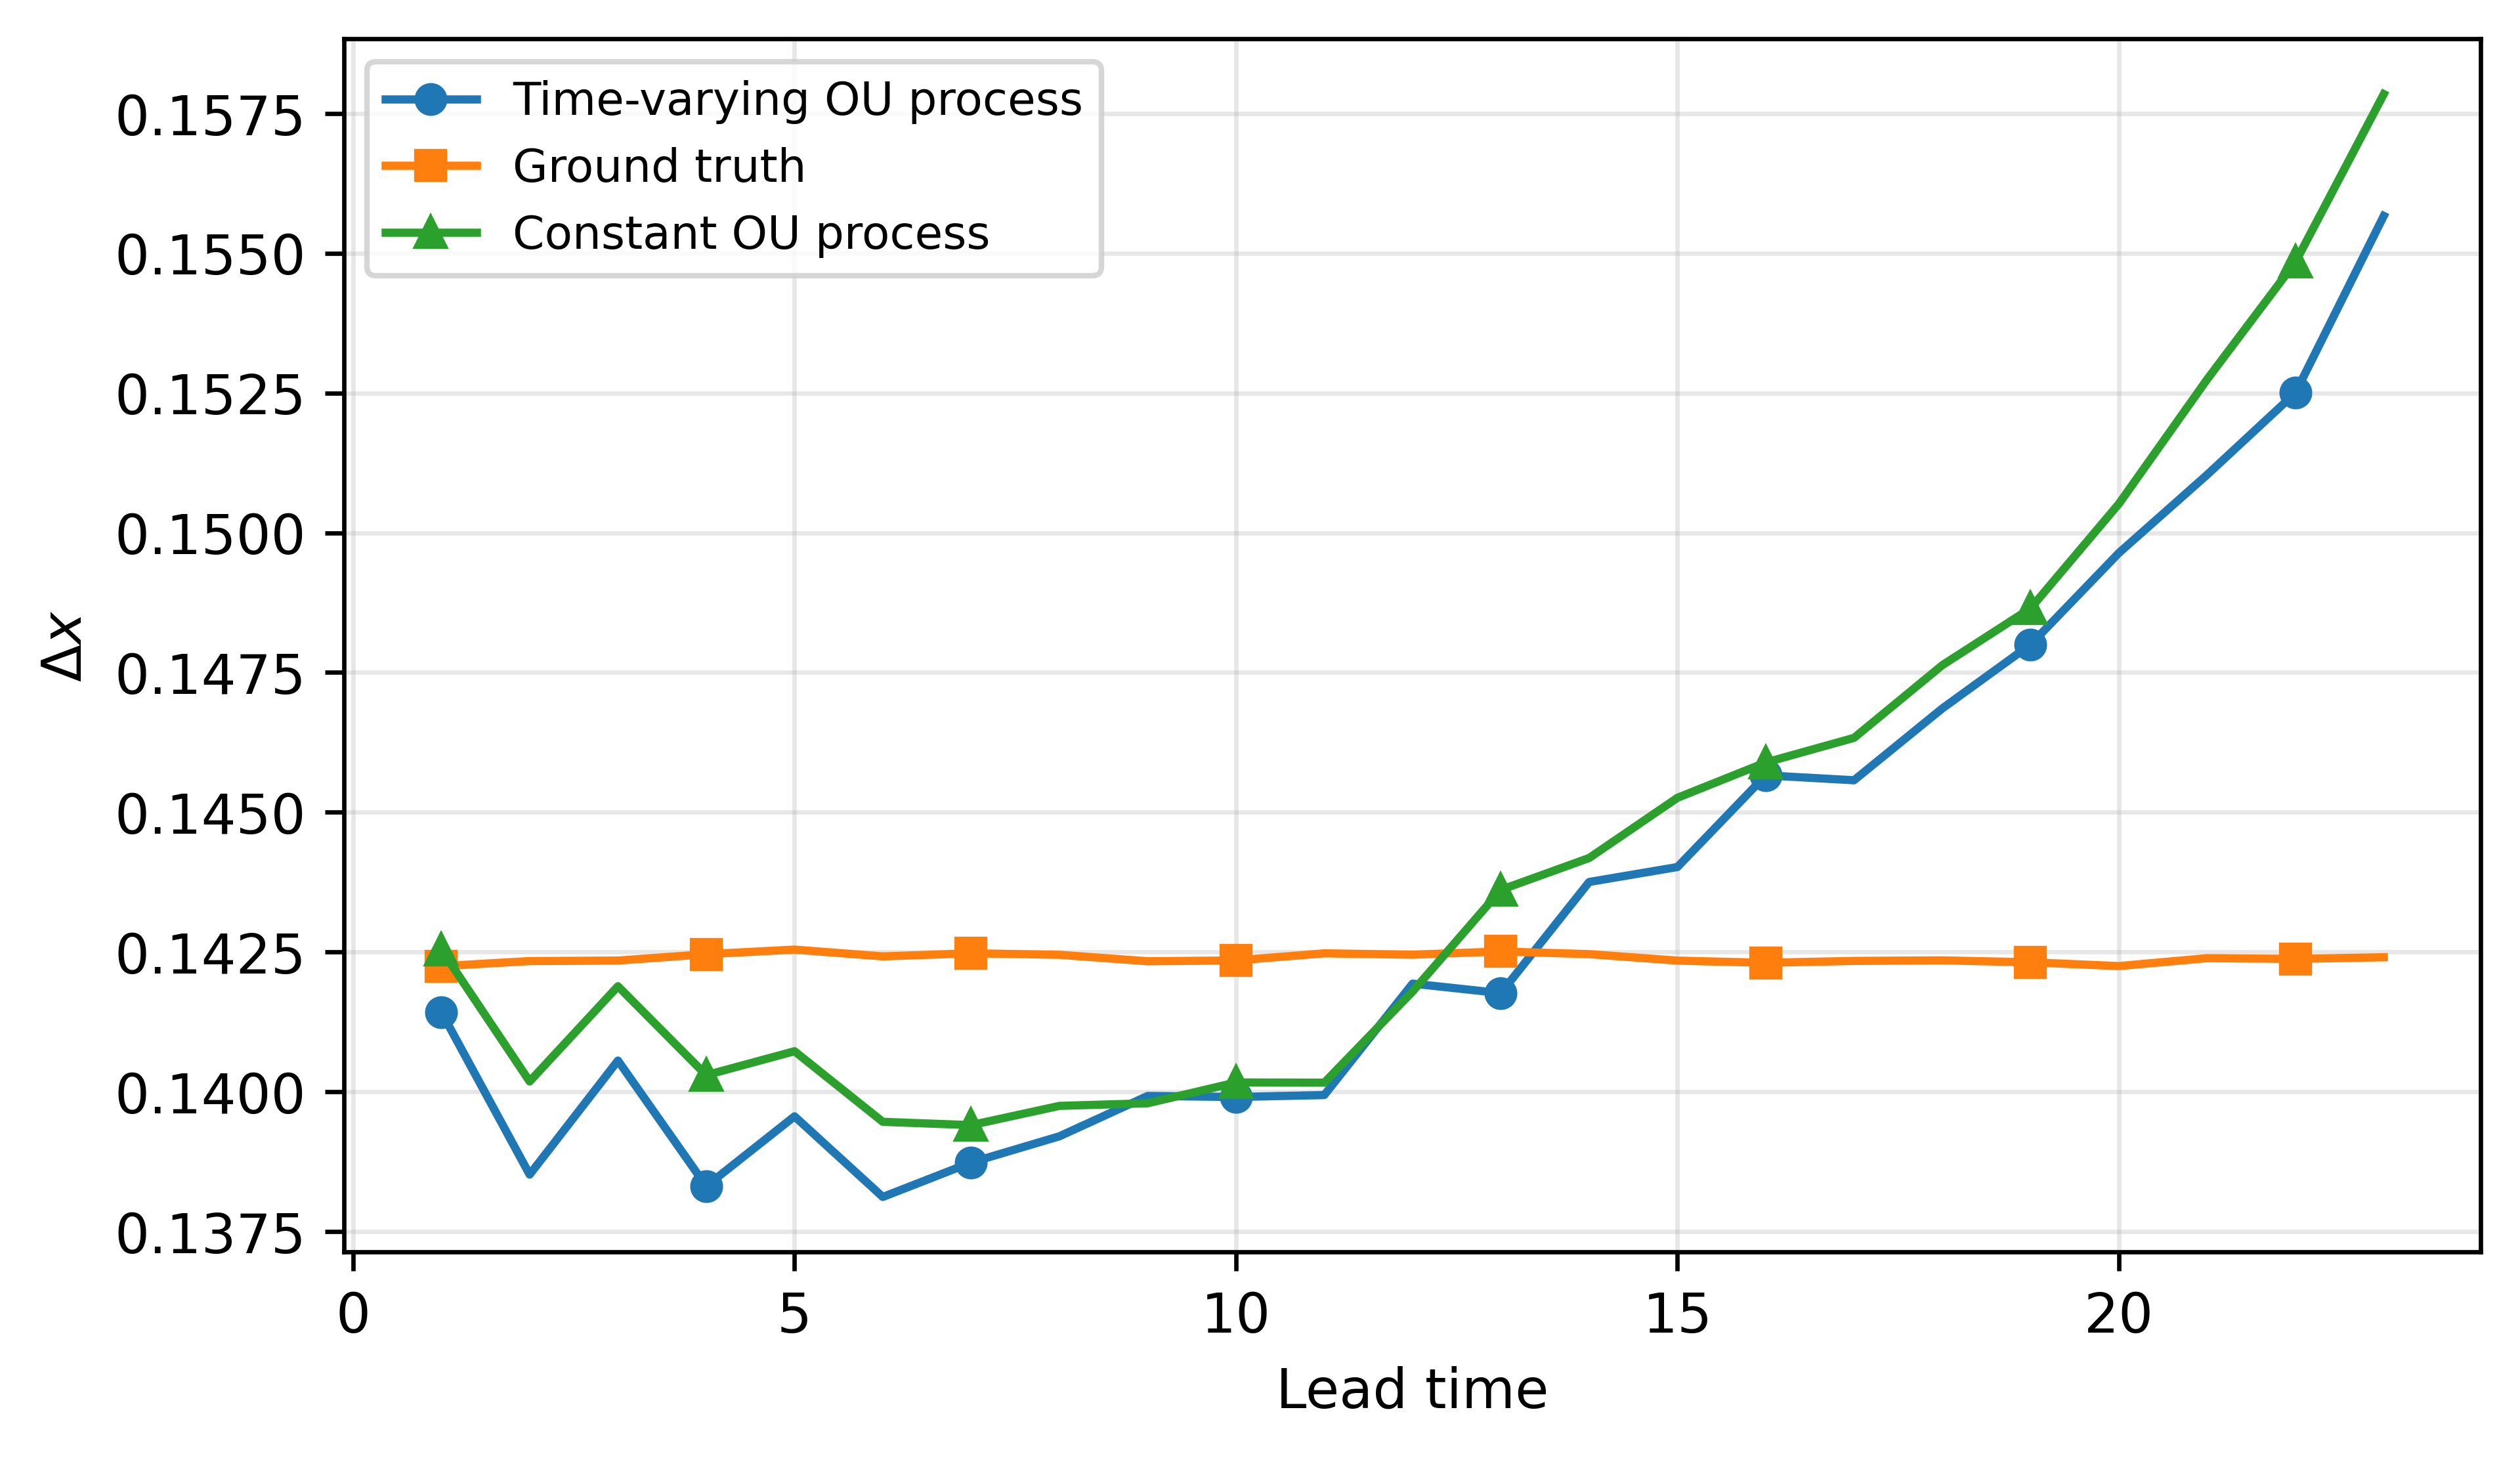 Time-varying OU process
Ground truth
Constant OU process
0.1575
0.1550
0.1525
0.1500
0.1475
0.1450
0.1425
0.1400
0.1375
Δx
0 5 10 15 20
Lead time